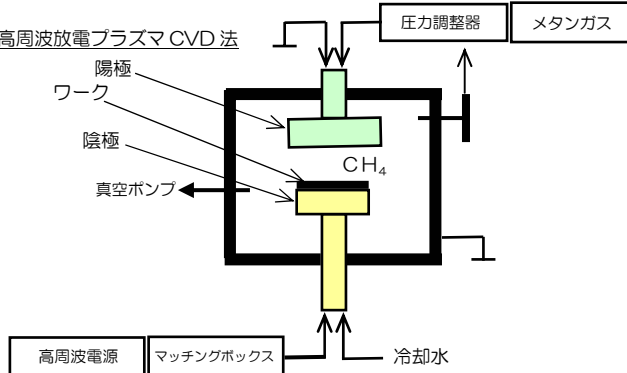 高周波放電プラズマ CVD 法
圧力調整器
メタンガス
陽極
ワーク
陰極
CH₄
真空ポンプ
高周波電源
マッチングボックス
冷却水